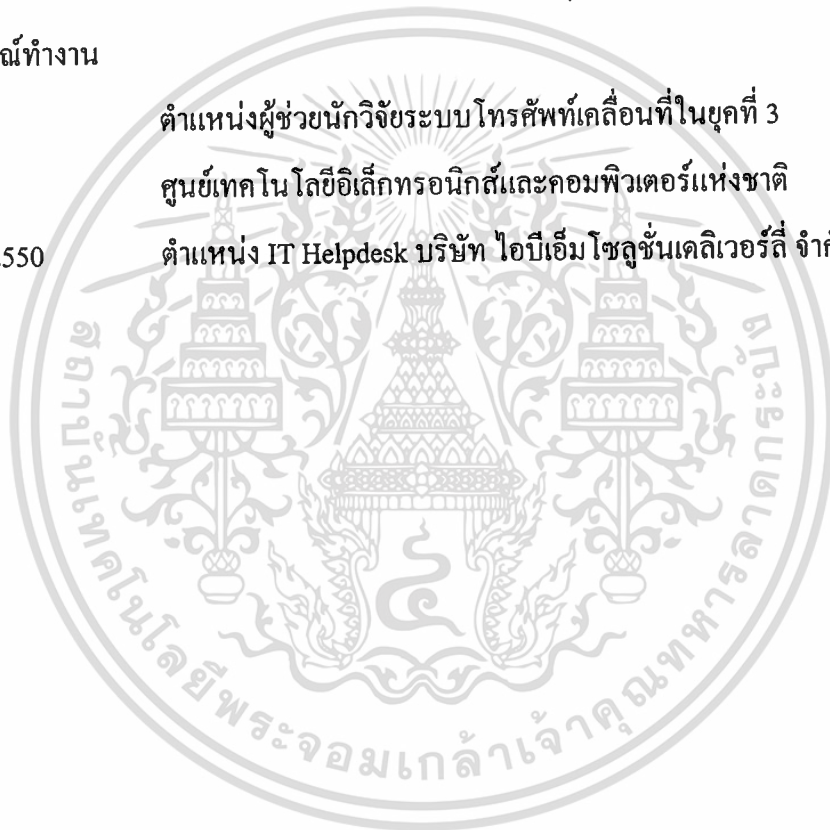 ณ์ทำงาน
ตำแหน่งผู้ช่วยนักวิจัยระบบโทรศัพท์เคลื่อนที่ในยุคที่ 3
ศูนย์เทคโนโลยีอิเล็กทรอนิกส์และคอมพิวเตอร์แห่งชาติ
550 ตำแหน่ง IT Helpdesk บริษัท ไอบีเอ็มโซลูชั่นเคลิเวอร์ลี่ จำ
สถาบันเทคโนโลยีพระจอมเกล้าเจ้าคุณทหารลาดกระบัง